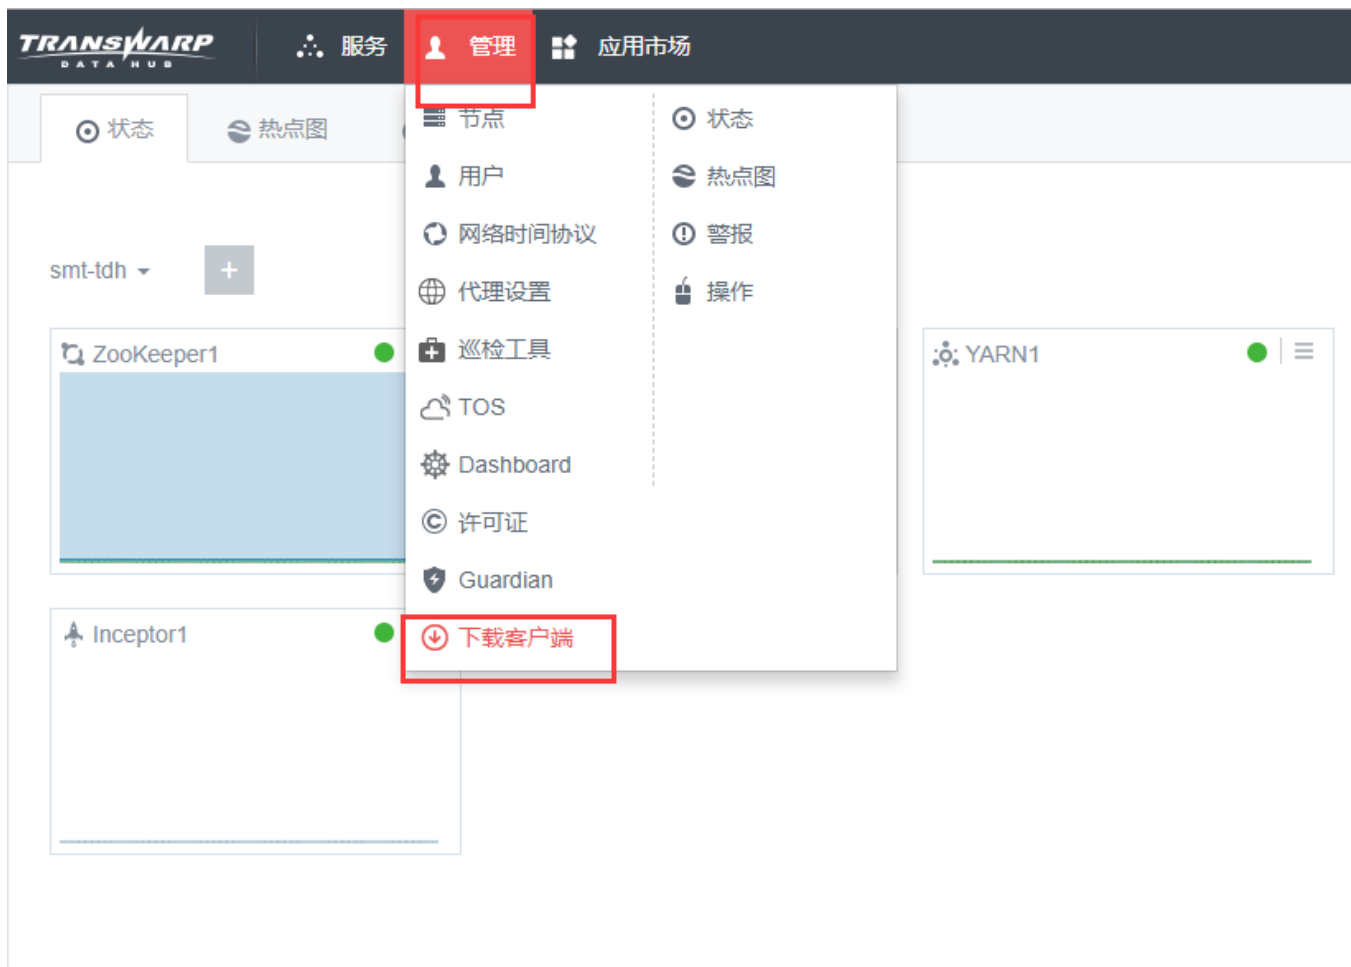 TRANSWARP
DATA HUB
服务
管理
应用市场
状态
热点图
节点
用户
网络时间协议
代理设置
巡检工具
TOS
Dashboard
许可证
Guardian
下载客户端
状态
热点图
警报
操作
smt-tdh
+
ZooKeeper1
YARN1
Inceptor1